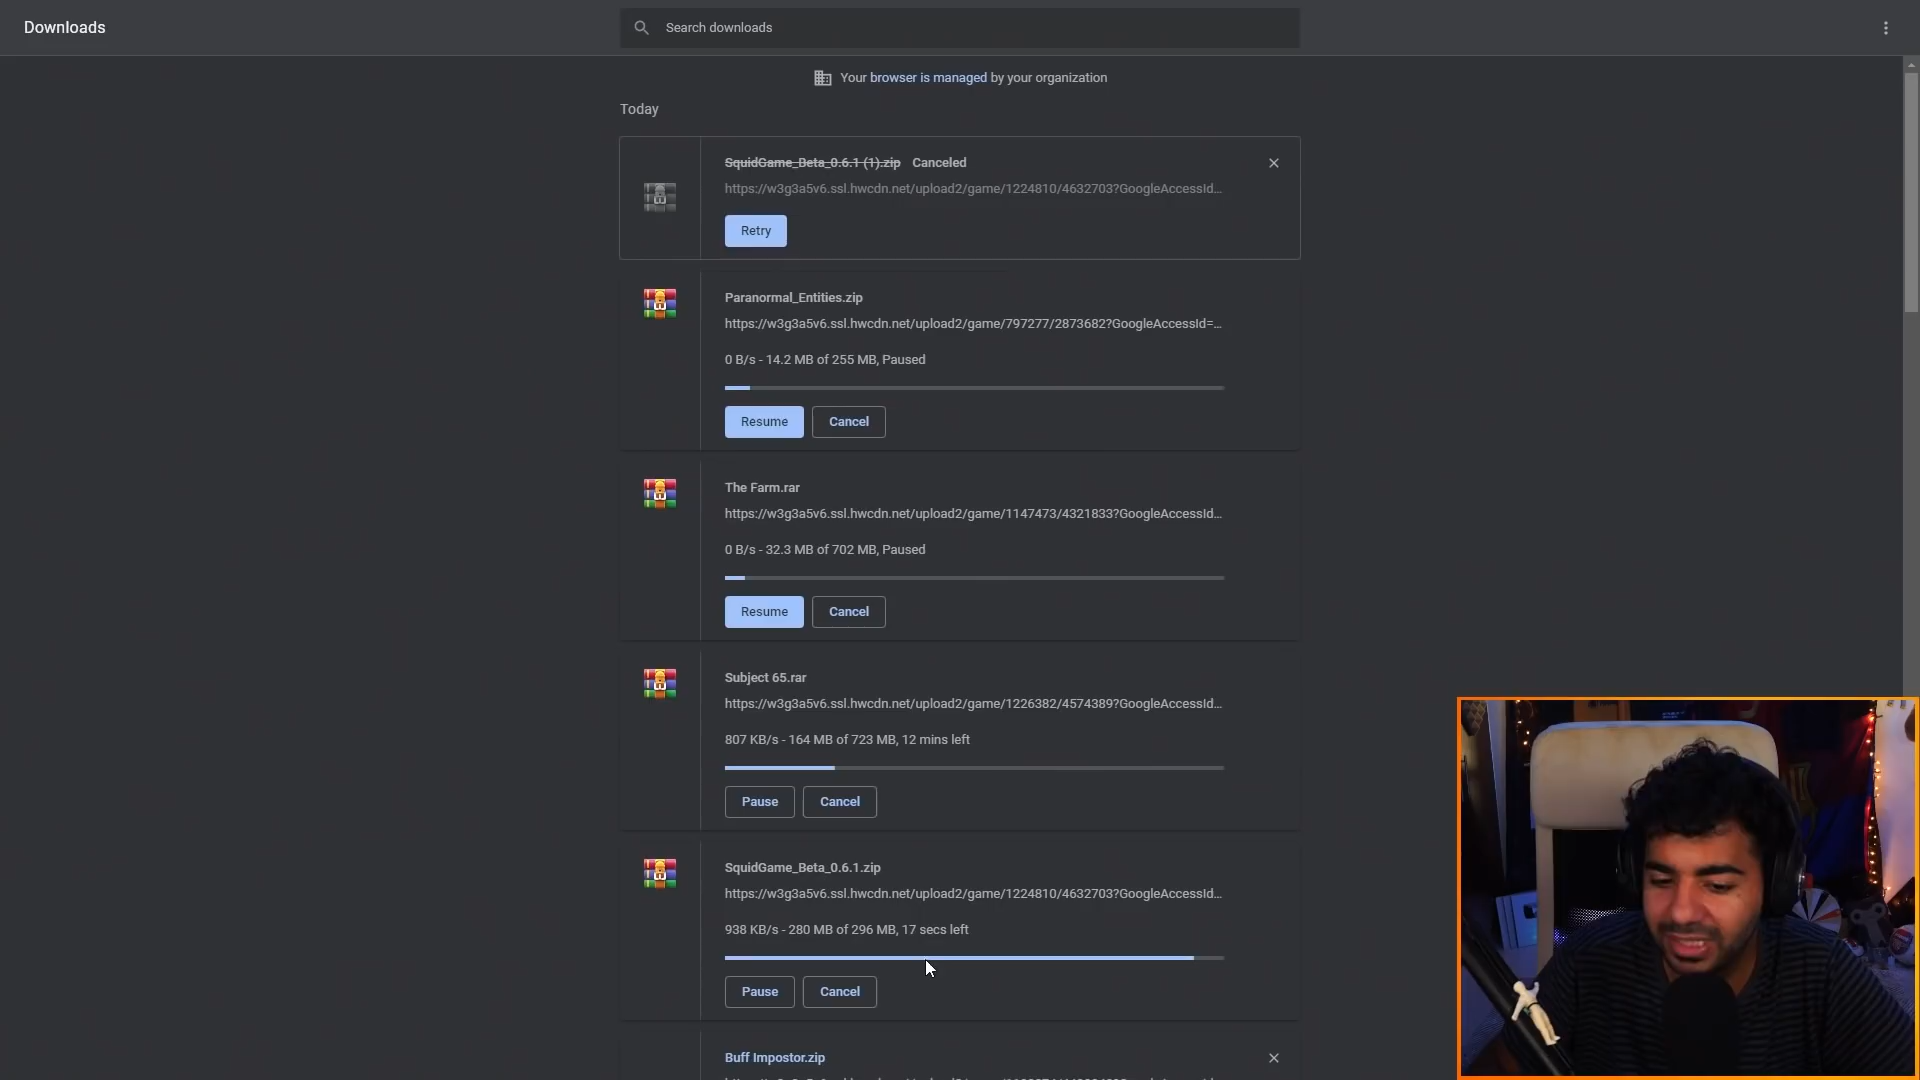 Downloads
Search downloads
Your browser is managed by your organization
Today
SquidGame_Beta_0.6.1 (1).zip Canceled
https://w3g3a5v6.ssl.hwcdn.net/upload2/game/1224810/4632703?GoogleAccessId...
Retry
Paranormal_Entities.zip
https://w3g3a5v6.ssl.hwcdn.net/upload2/game/797277/2873682?GoogleAccessId=...
0 B/s - 14.2 MB of 255 MB, Paused
Resume Cancel
The Farm.rar
https://w3g3a5v6.ssl.hwcdn.net/upload2/game/1147473/4321833?GoogleAccessId...
0 B/s - 32.3 MB of 702 MB, Paused
Resume Cancel
Subject 65.rar
https://w3g3a5v6.ssl.hwcdn.net/upload2/game/1226382/4574389?GoogleAccessId...
807 KB/s - 164 MB of 723 MB, 12 mins left
Pause Cancel
SquidGame_Beta_0.6.1.zip
https://w3g3a5v6.ssl.hwcdn.net/upload2/game/1224810/4632703?GoogleAccessId...
938 KB/s - 280 MB of 296 MB, 17 secs left
Pause Cancel
Buff Impostor.zip